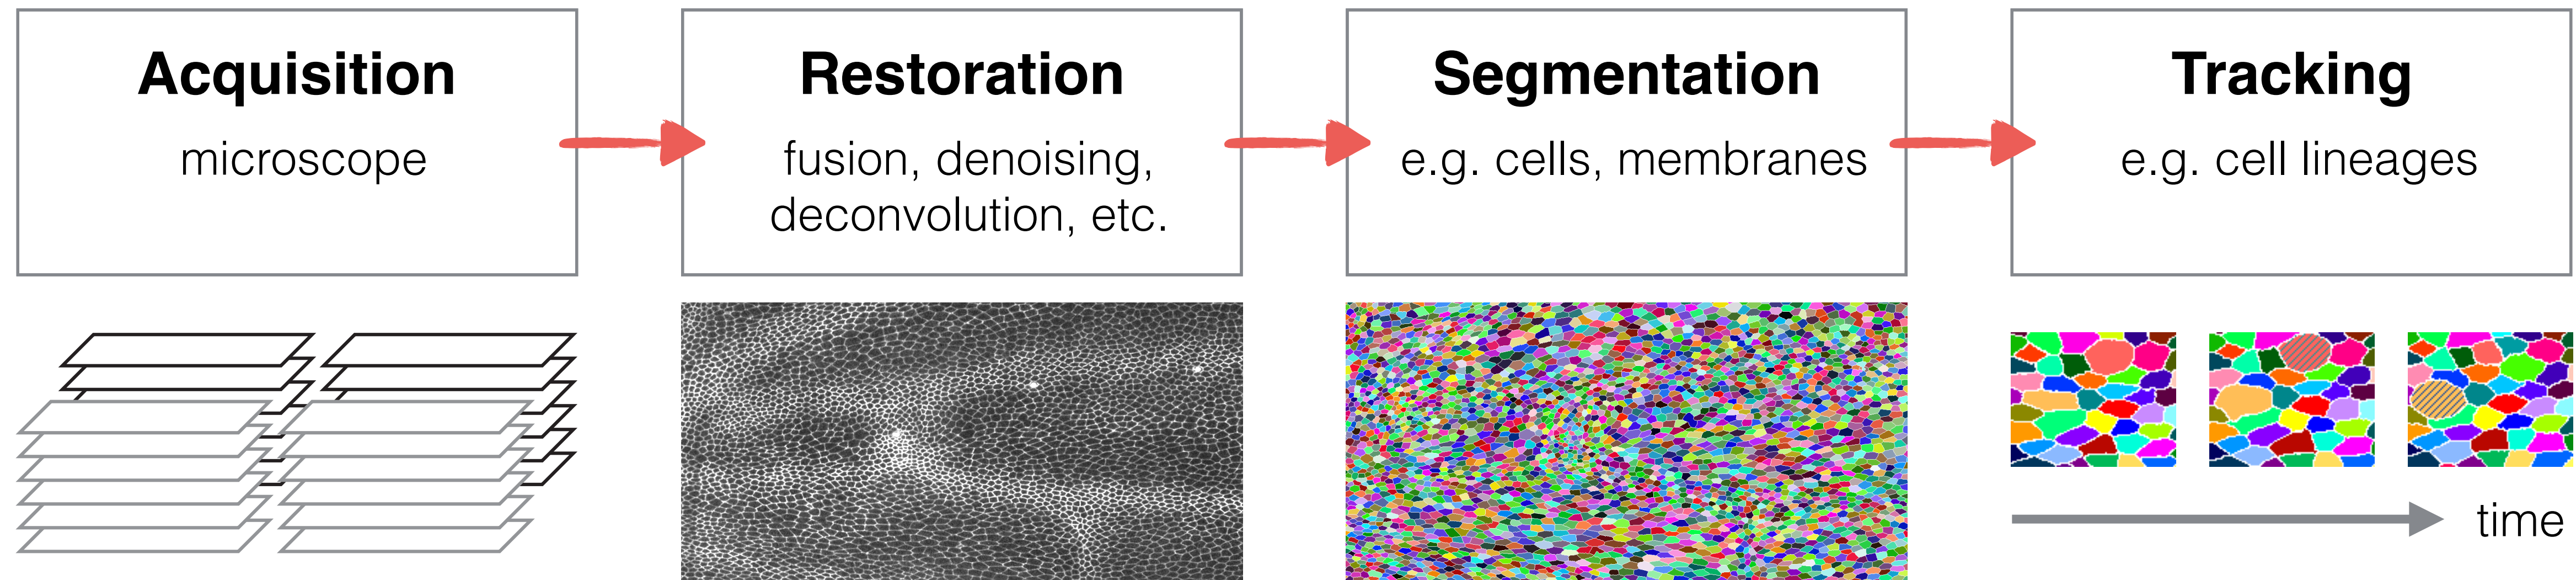 Acquisition
microscope
Restoration
fusion, denoising,
deconvolution, etc.
Segmentation
e.g. cells, membranes
Tracking
e.g. cell lineages
time